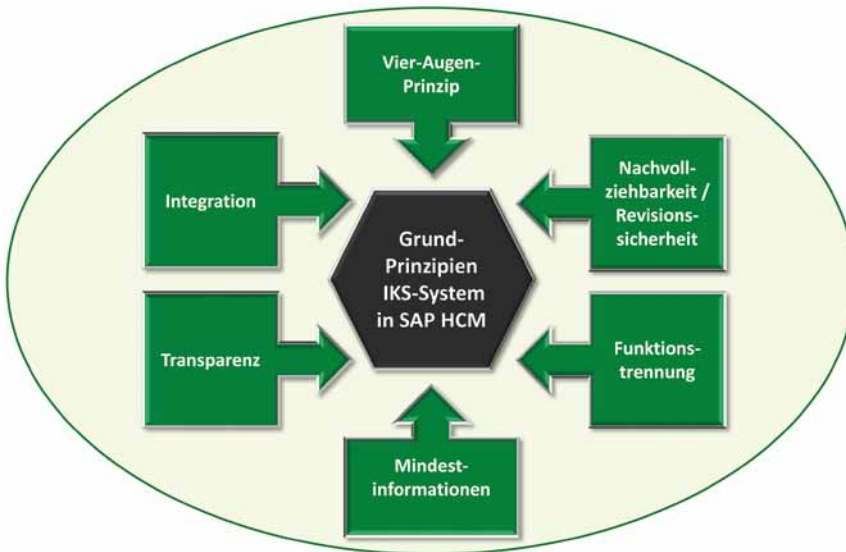 Vier-Augen-
Prinzip
Integration
Nachvoll-
ziehbarkeit /
Revisions-
sicherheit
Grund-
Prinzipien
IKS-System
in SAP HCM
Transparenz
Funktions-
trennung
Mindest-
informationen